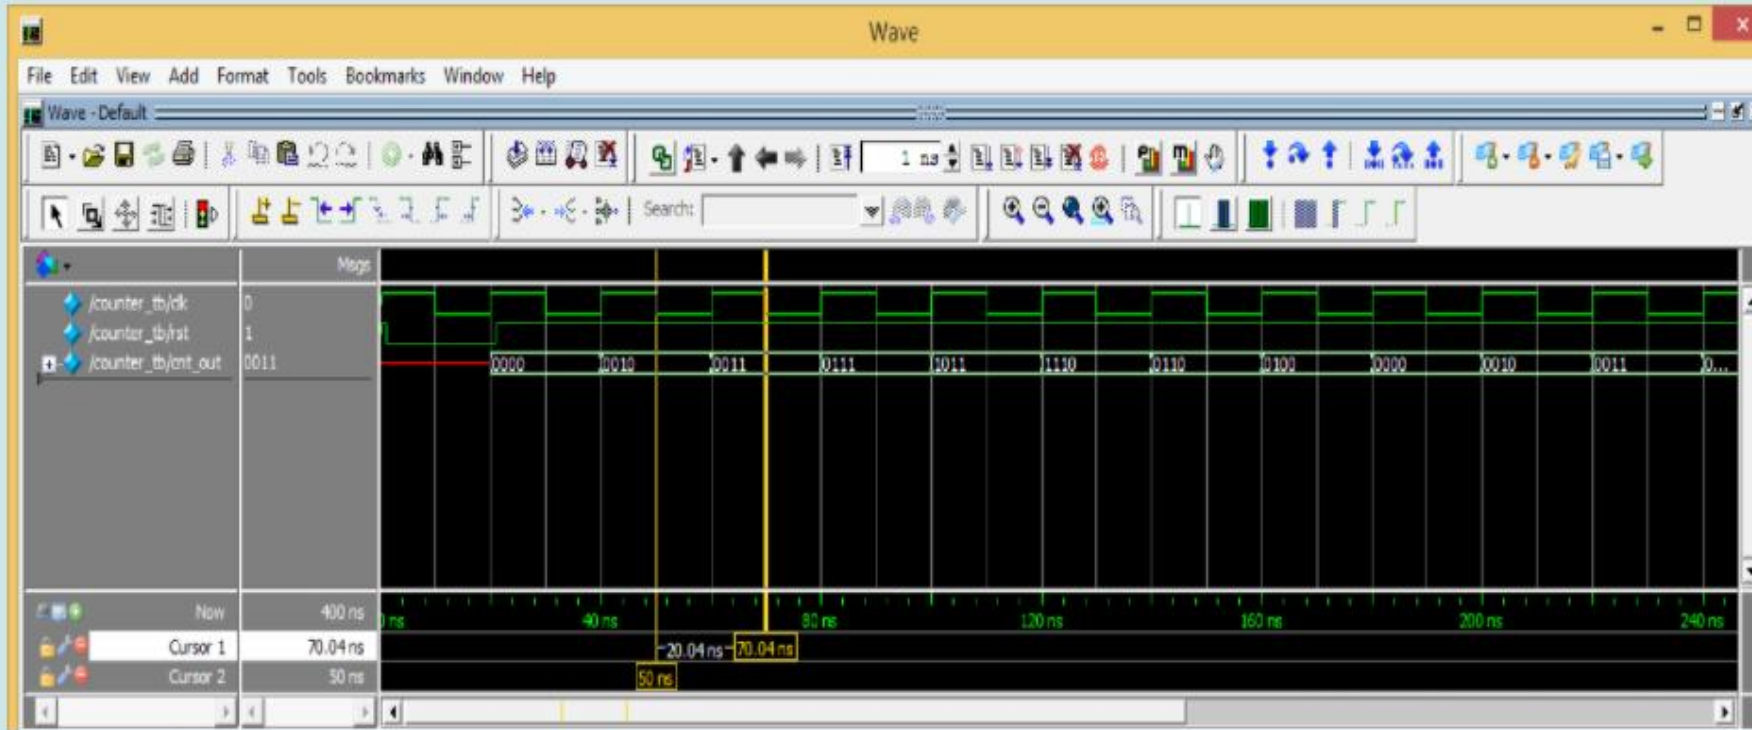 Wave
File Edit View Add Format Tools Bookmarks Window Help
Wave - Default
1 ns
Search:
Msgs
/counter_tb/clk 0
/counter_tb/rst 1
/counter_tb/cnt_out 0011 0000 0010 0011 0111 1011 1110 0110 0100 0000 0010 0011 0...
Now 400 ns ns 40 ns 80 ns 120 ns 160 ns 200 ns 240 ns
Cursor 1 70.04 ns 20.04 ns 70.04 ns
Cursor 2 50 ns 50 ns